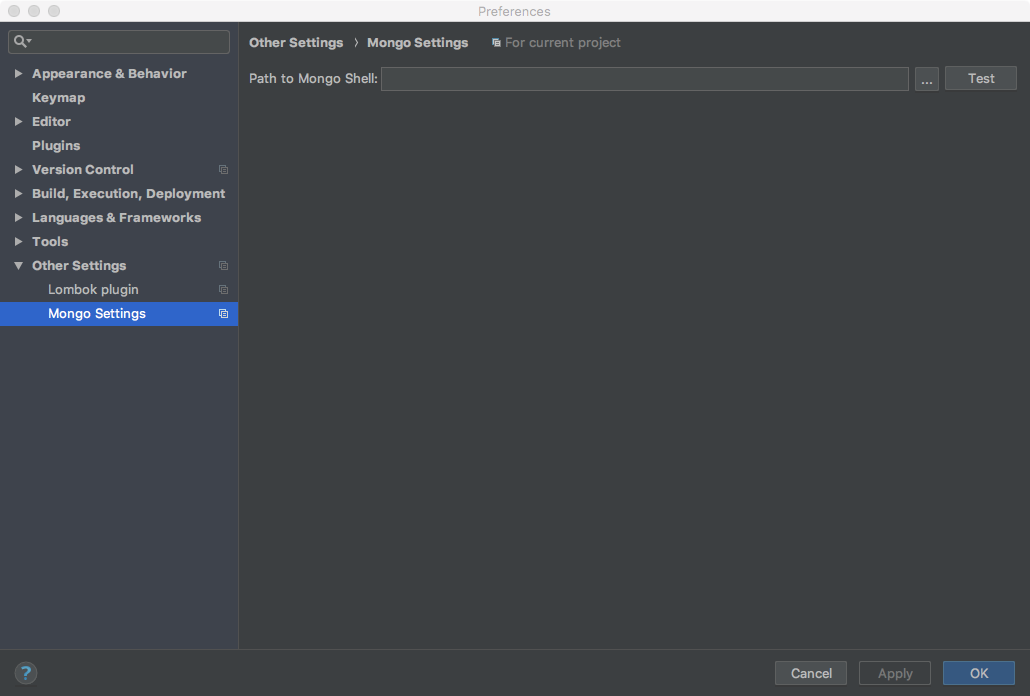 Preferences
Other Settings › Mongo Settings For current project
Path to Mongo Shell: ... Test
Appearance & Behavior
Keymap
Editor
Plugins
Version Control
Build, Execution, Deployment
Languages & Frameworks
Tools
Other Settings
Lombok plugin
Mongo Settings
? Cancel Apply OK